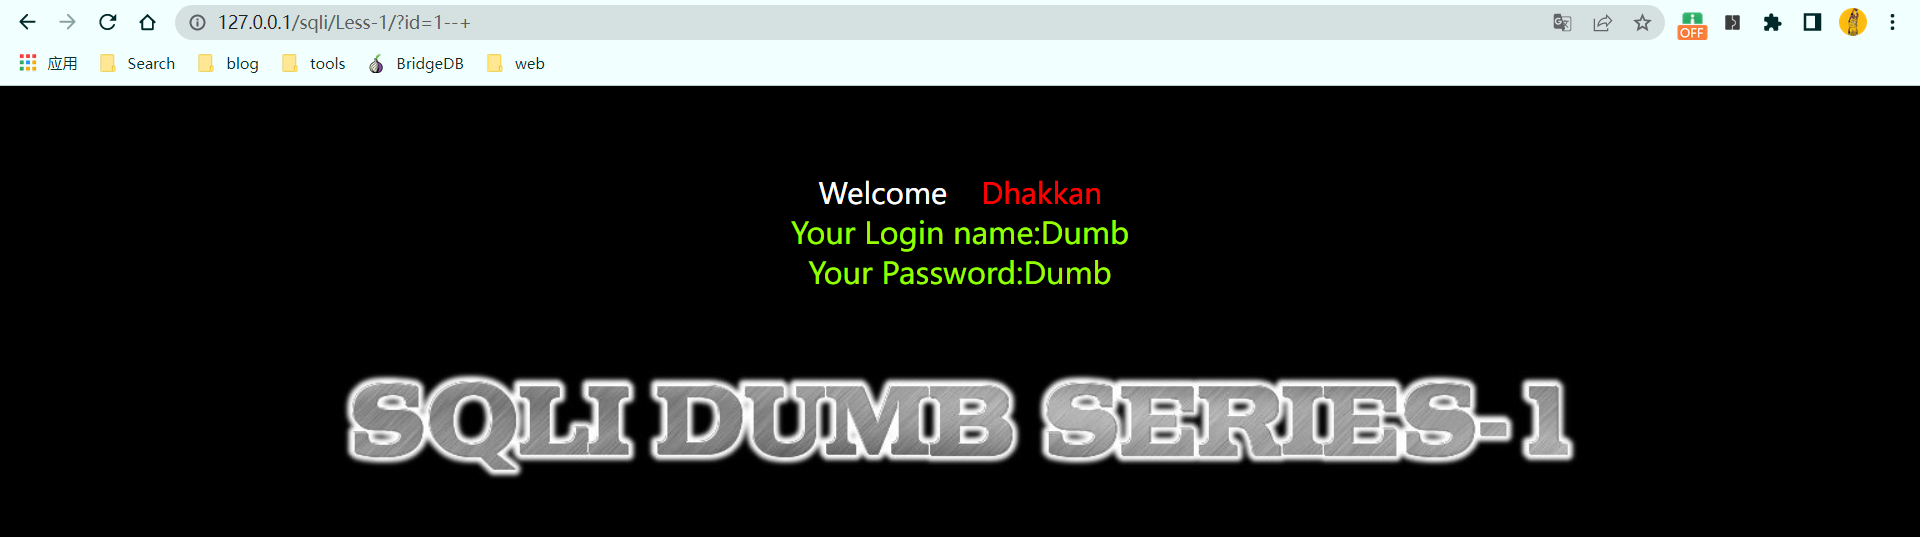 127.0.0.1/sqli/Less-1/?id=1--+
OFF
应用 Search blog tools BridgeDB web
Welcome Dhakkan
Your Login name:Dumb
Your Password:Dumb
SQLI DUMB SERIES-1